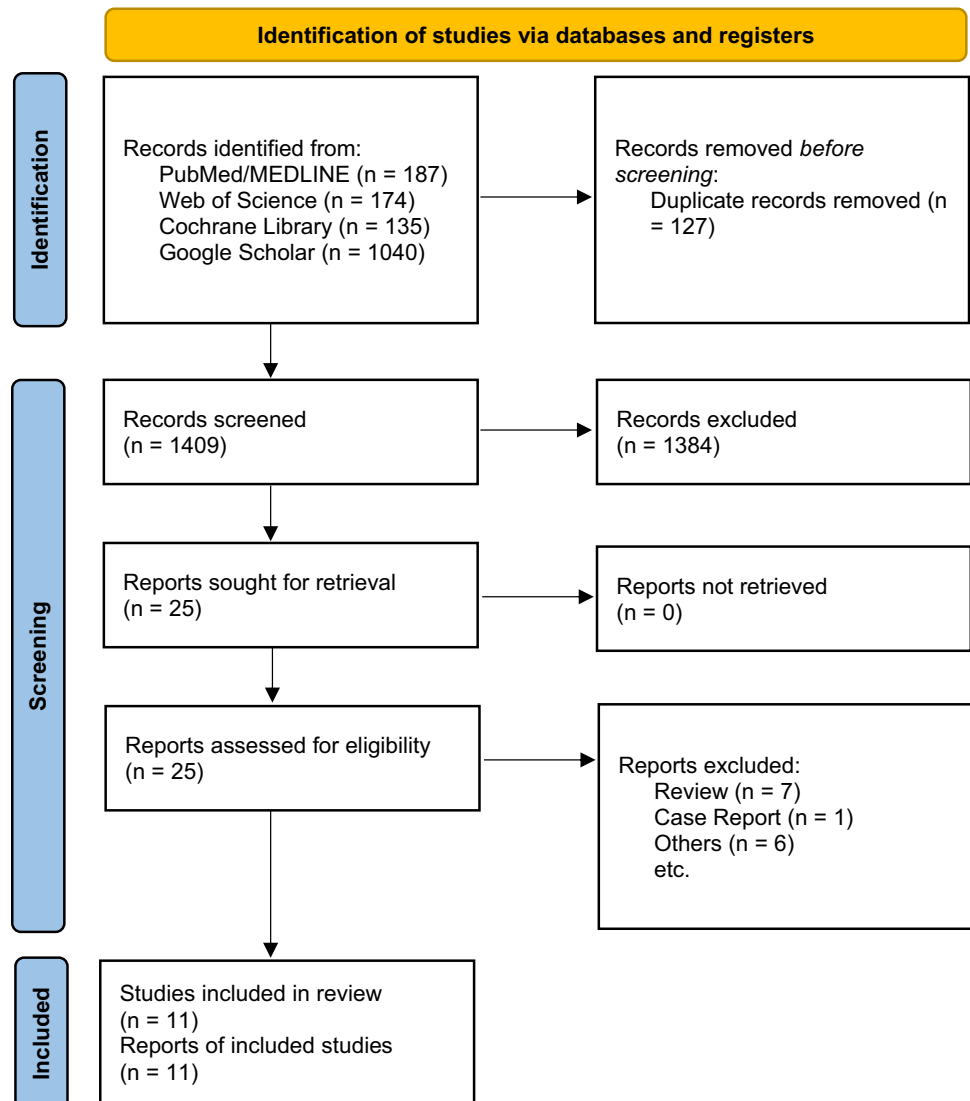 Identification of studies via databases and registers
Identification
Records identified from:
PubMed/MEDLINE (n = 187)
Web of Science (n = 174)
Cochrane Library (n = 135)
Google Scholar (n = 1040)
Records removed before
screening:
Duplicate records removed (n
= 127)
Screening
Records screened
(n = 1409)
Records excluded
(n = 1384)
Reports sought for retrieval
(n = 25)
Reports not retrieved
(n = 0)
Reports assessed for eligibility
(n = 25)
Reports excluded:
Review (n = 7)
Case Report (n = 1)
Others (n = 6)
etc.
Included
Studies included in review
(n = 11)
Reports of included studies
(n = 11)